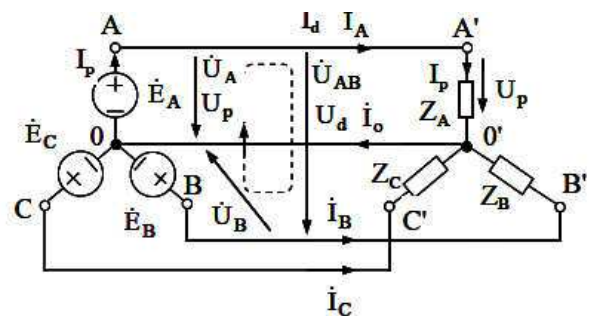 A I_d İ_A A'
I_p + U̇_A U̇_AB I_p U_p
Ė_A U_p U_d Z_A
Ė_C 0 İ_o 0'
C B U̇_B Z_C Z_B B'
Ė_B İ_B C'
İ_C